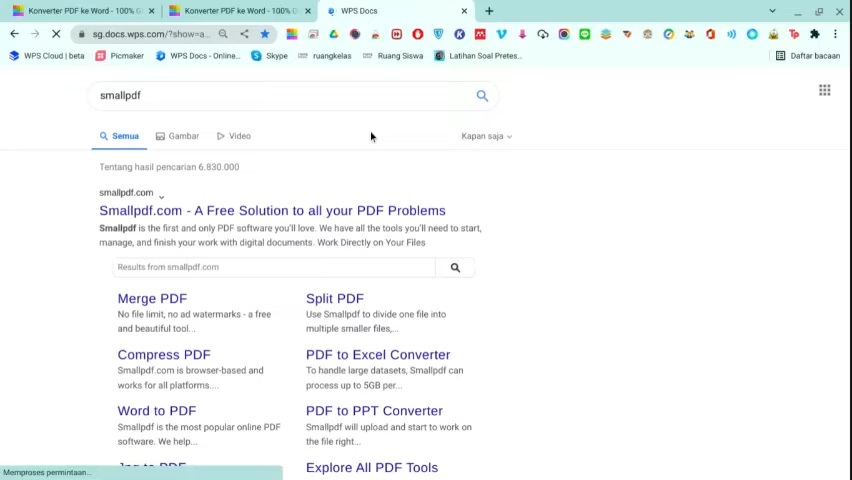 Konverter PDF ke Word - 100% G
Konverter PDF ke Word - 100% G
WPS Docs
sg.docs.wps.com/?show=a...
WPS Cloud | beta
Picmaker
WPS Docs - Online...
Skype
ruangkelas
Ruang Siswa
Latihan Soal Pretes...
Daftar bacaan
smallpdf
Semua
Gambar
Video
Kapan saja
Tentang hasil pencarian 6.830.000
smallpdf.com
Smallpdf.com - A Free Solution to all your PDF Problems
Smallpdf is the first and only PDF software you'll love. We have all the tools you'll need to start,
manage, and finish your work with digital documents. Work Directly on Your Files
Results from smallpdf.com
Merge PDF
No file limit, no ad watermarks - a free
and beautiful tool...
Split PDF
Use Smallpdf to divide one file into
multiple smaller files,...
Compress PDF
Smallpdf.com is browser-based and
works for all platforms....
PDF to Excel Converter
To handle large datasets, Smallpdf can
process up to 5GB per...
Word to PDF
Smallpdf is the most popular online PDF
software. We help...
PDF to PPT Converter
Smallpdf will upload and start to work on
the file right...
Jpg to PDF
Explore All PDF Tools
Memproses permintaan...